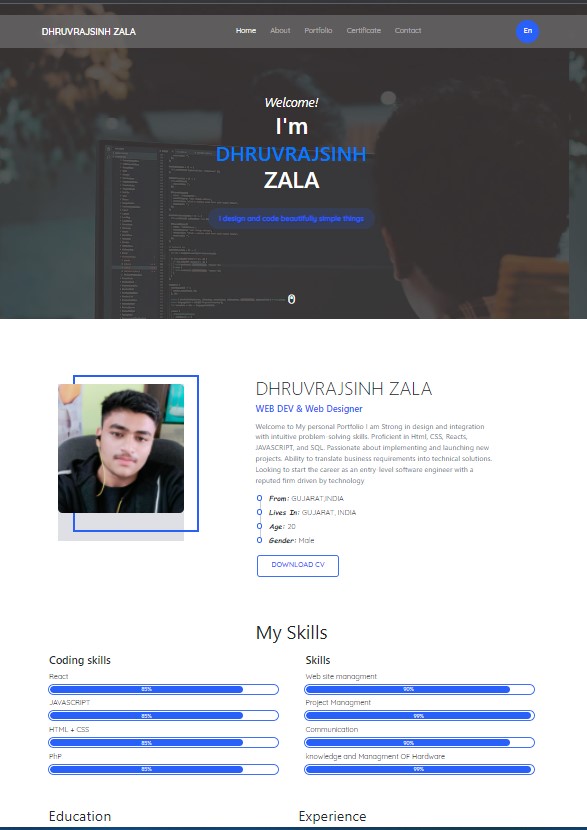 DHRUVRAJSINH ZALA
Home About Portfolio Certificate Contact
En
Welcome!
I'm
DHRUVRAJSINH
ZALA
I design and code beautifully simple things
DHRUVRAJSINH ZALA
WEB DEV & Web Designer
Welcome to My personal Portfolio I am Strong in design and integration
with intuitive problem-solving skills. Proficient in Html, CSS, Reacts,
JAVASCRIPT, and SQL. Passionate about implementing and launching new
projects. Ability to translate business requirements into technical solutions.
Looking to start the career as an entry-level software engineer with a
reputed firm driven by technology
From: GUJARAT,INDIA
Lives In: GUJARAT, INDIA
Age: 20
Gender: Male
DOWNLOAD CV
My Skills
Coding skills
React
85%
JAVASCRIPT
85%
HTML + CSS
85%
PhP
85%
Skills
Web site managment
90%
Project Managment
99%
Communication
90%
knowledge and Managment OF Hardware
99%
Education
Experience